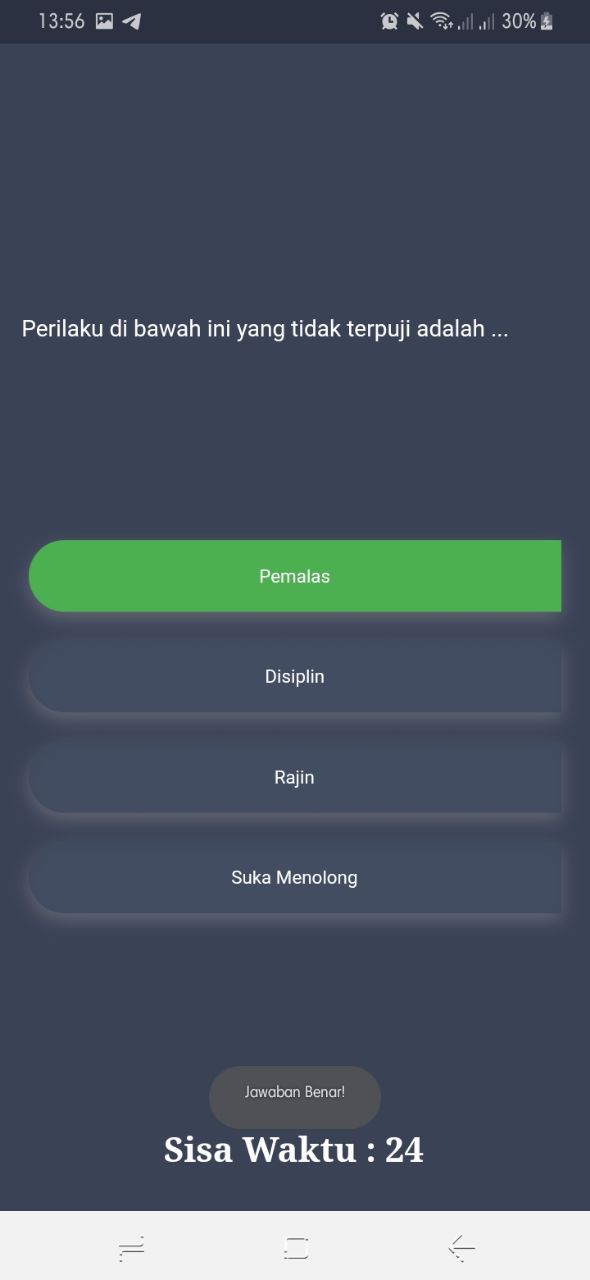 13:56
30%
Perilaku di bawah ini yang tidak terpuji adalah ...
Pemalas
Disiplin
Rajin
Suka Menolong
Jawaban Benar!
Sisa Waktu : 24